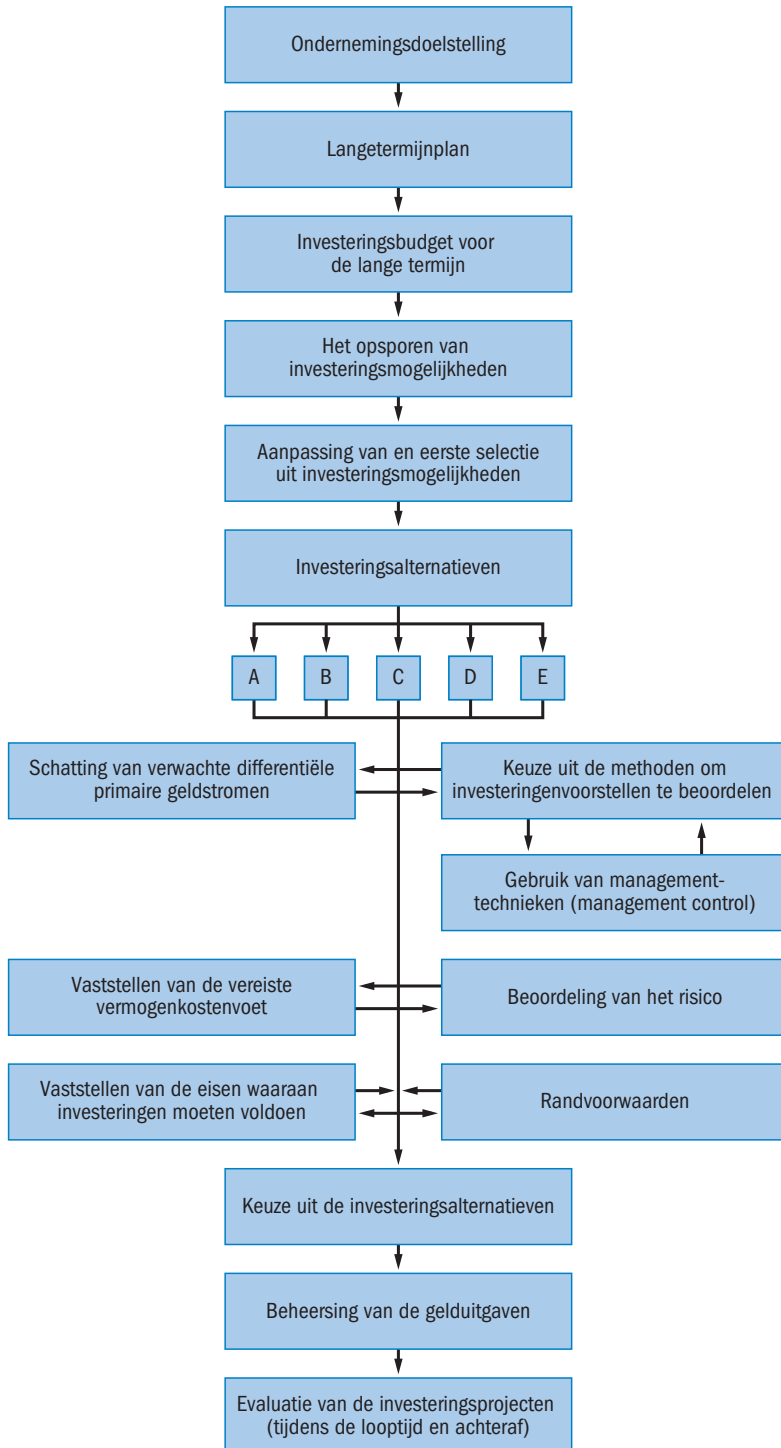 Ondernemingsdoelstelling
Langetermijnplan
Investeringsbudget voor
de lange termijn
Het opsporen van
investeringsmogelijkheden
Aanpassing van en eerste selectie
uit investeringsmogelijkheden
Investeringsalternatieven
A
B
C
D
E
Schatting van verwachte differentiële
primaire geldstromen
Keuze uit de methoden om
investeringenvoorstellen te beoordelen
Gebruik van management-
technieken (management control)
Vaststellen van de vereiste
vermogenkostenvoet
Beoordeling van het risico
Vaststellen van de eisen waaraan
investeringen moeten voldoen
Randvoorwaarden
Keuze uit de investeringsalternatieven
Beheersing van de gelduitgaven
Evaluatie van de investeringsprojecten
(tijdens de looptijd en achteraf)